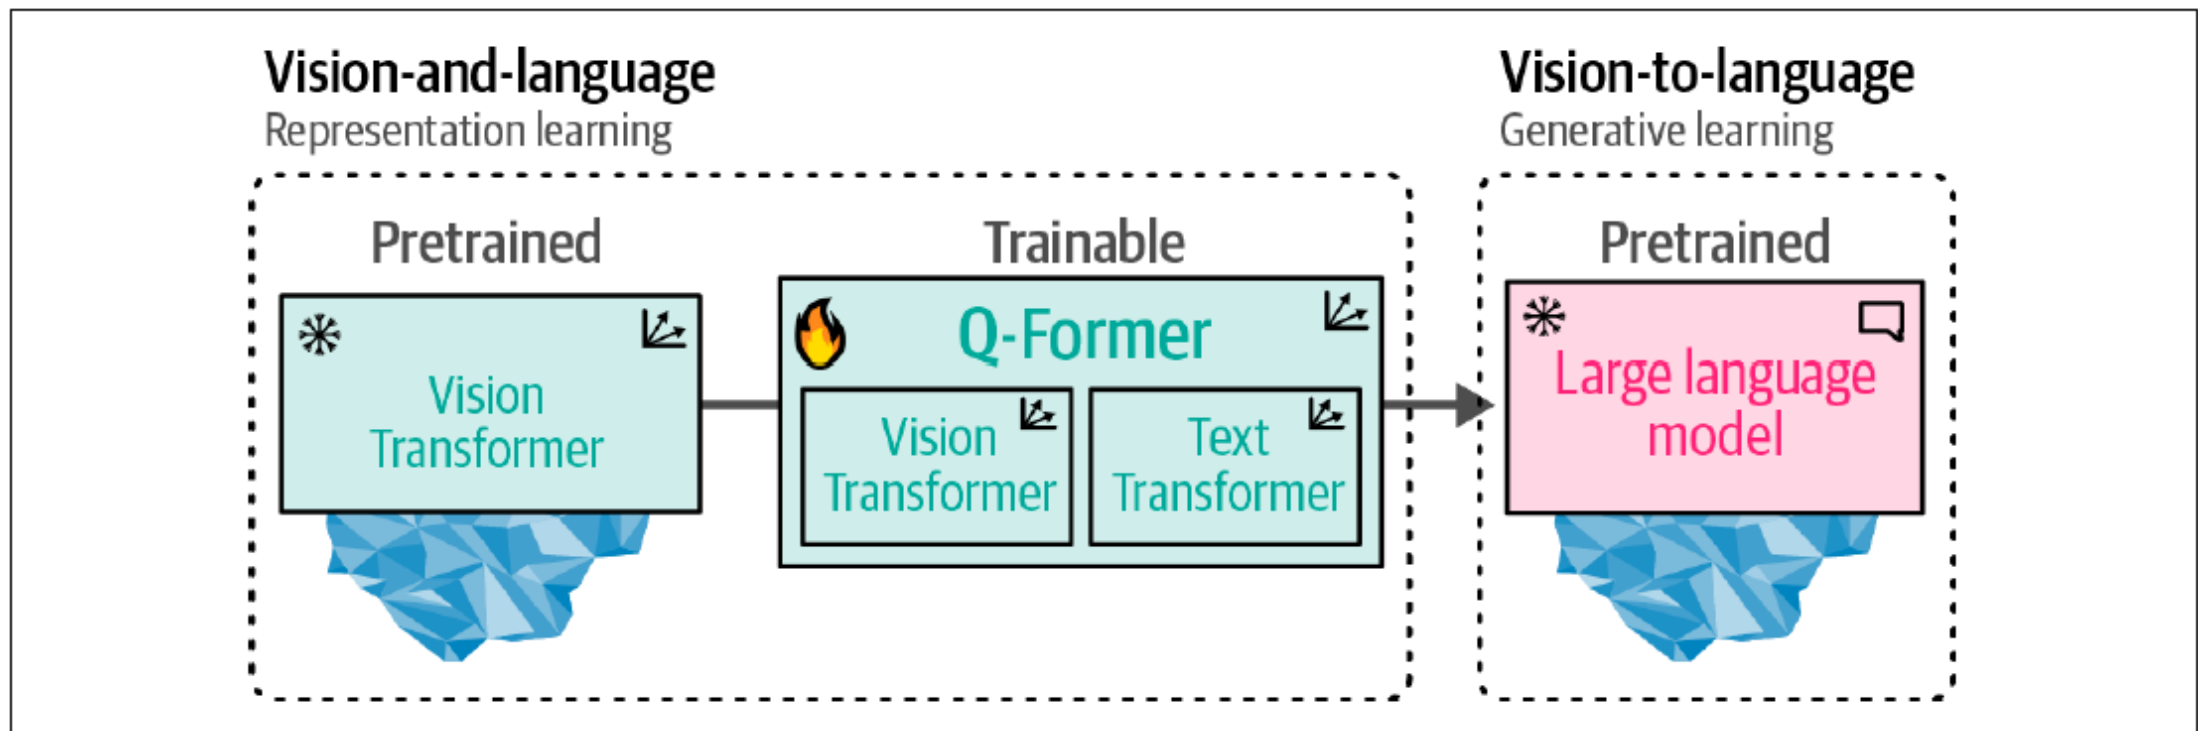 Vision-and-language
Representation learning
Vision-to-language
Generative learning
Pretrained
Trainable
Pretrained
Vision
Transformer
Q-Former
Vision
Transformer
Text
Transformer
Large language
model